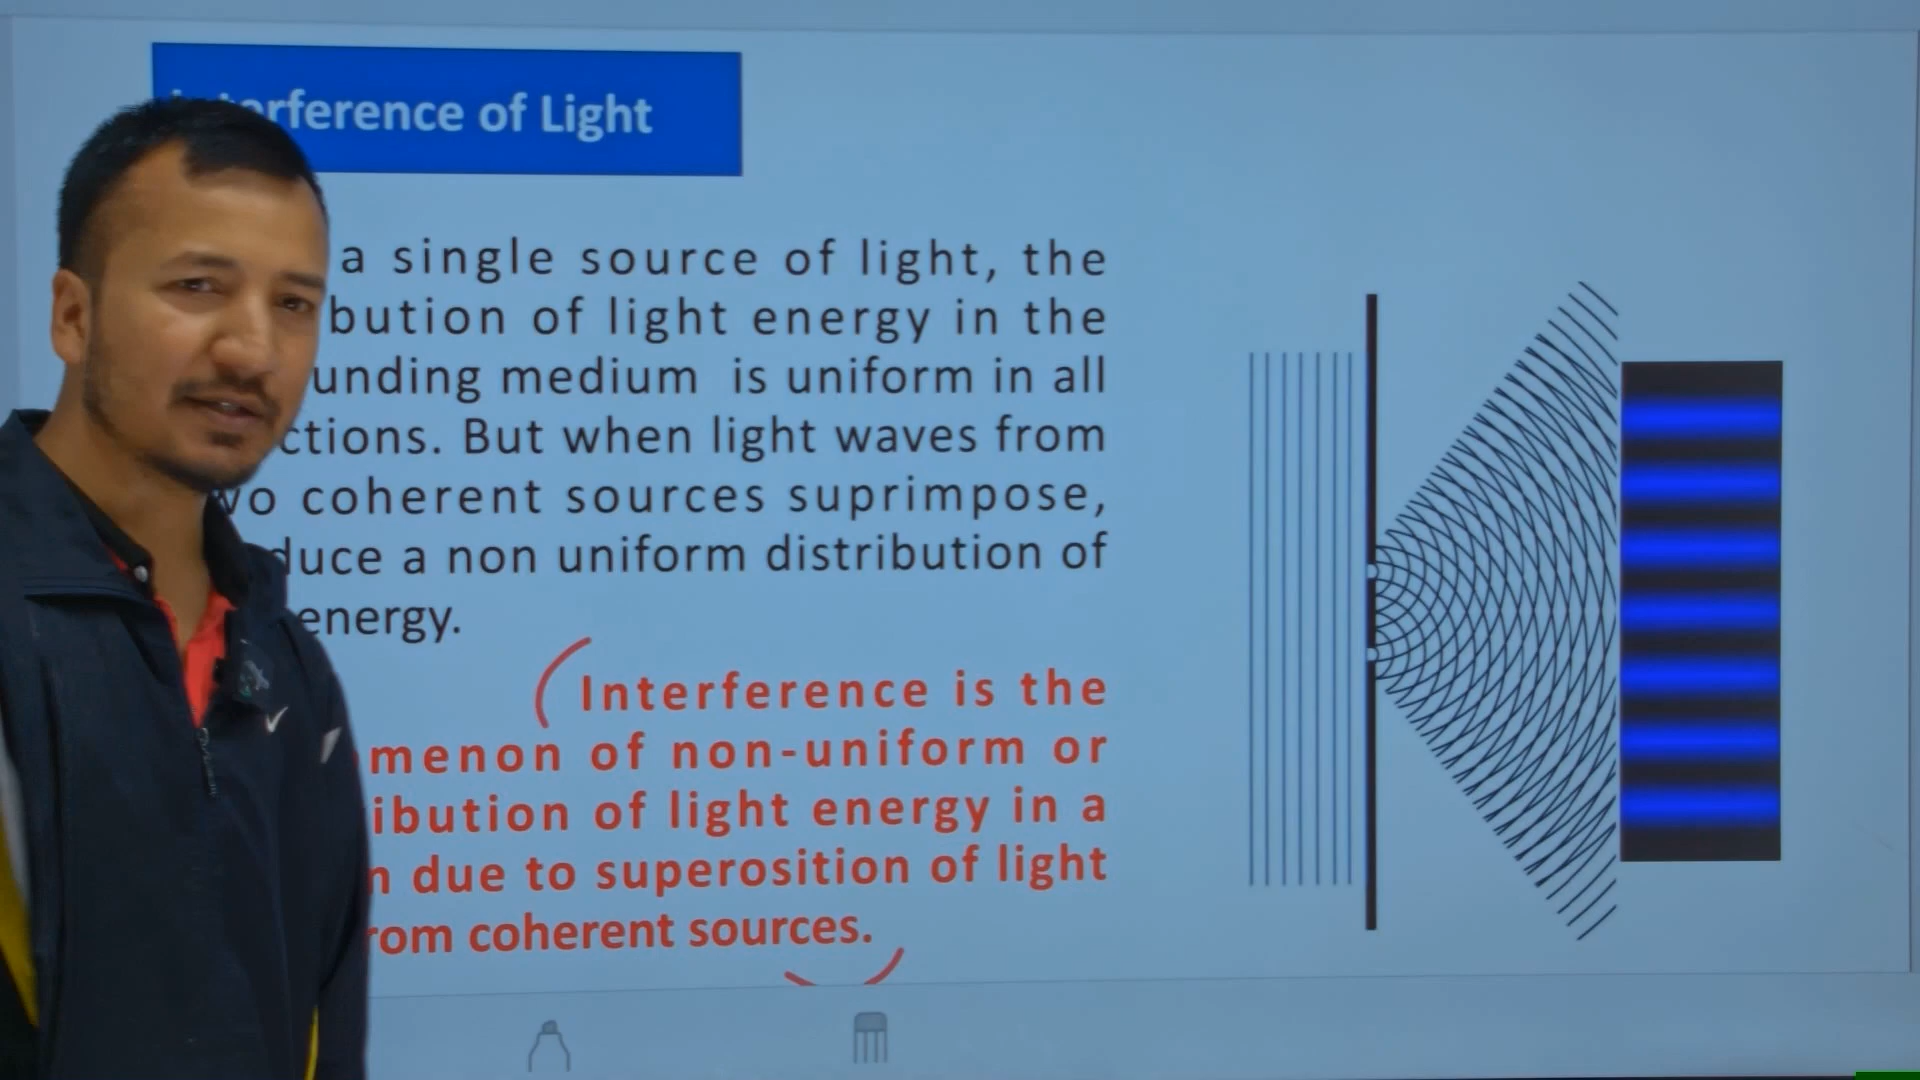 Interference of Light
a single source of light, the
bution of light energy in the
unding medium is uniform in all
ctions. But when light waves from
wo coherent sources suprimpose,
duce a non uniform distribution of
energy.
Interference is the
menon of non-uniform or
ibution of light energy in a
n due to superosition of light
rom coherent sources.